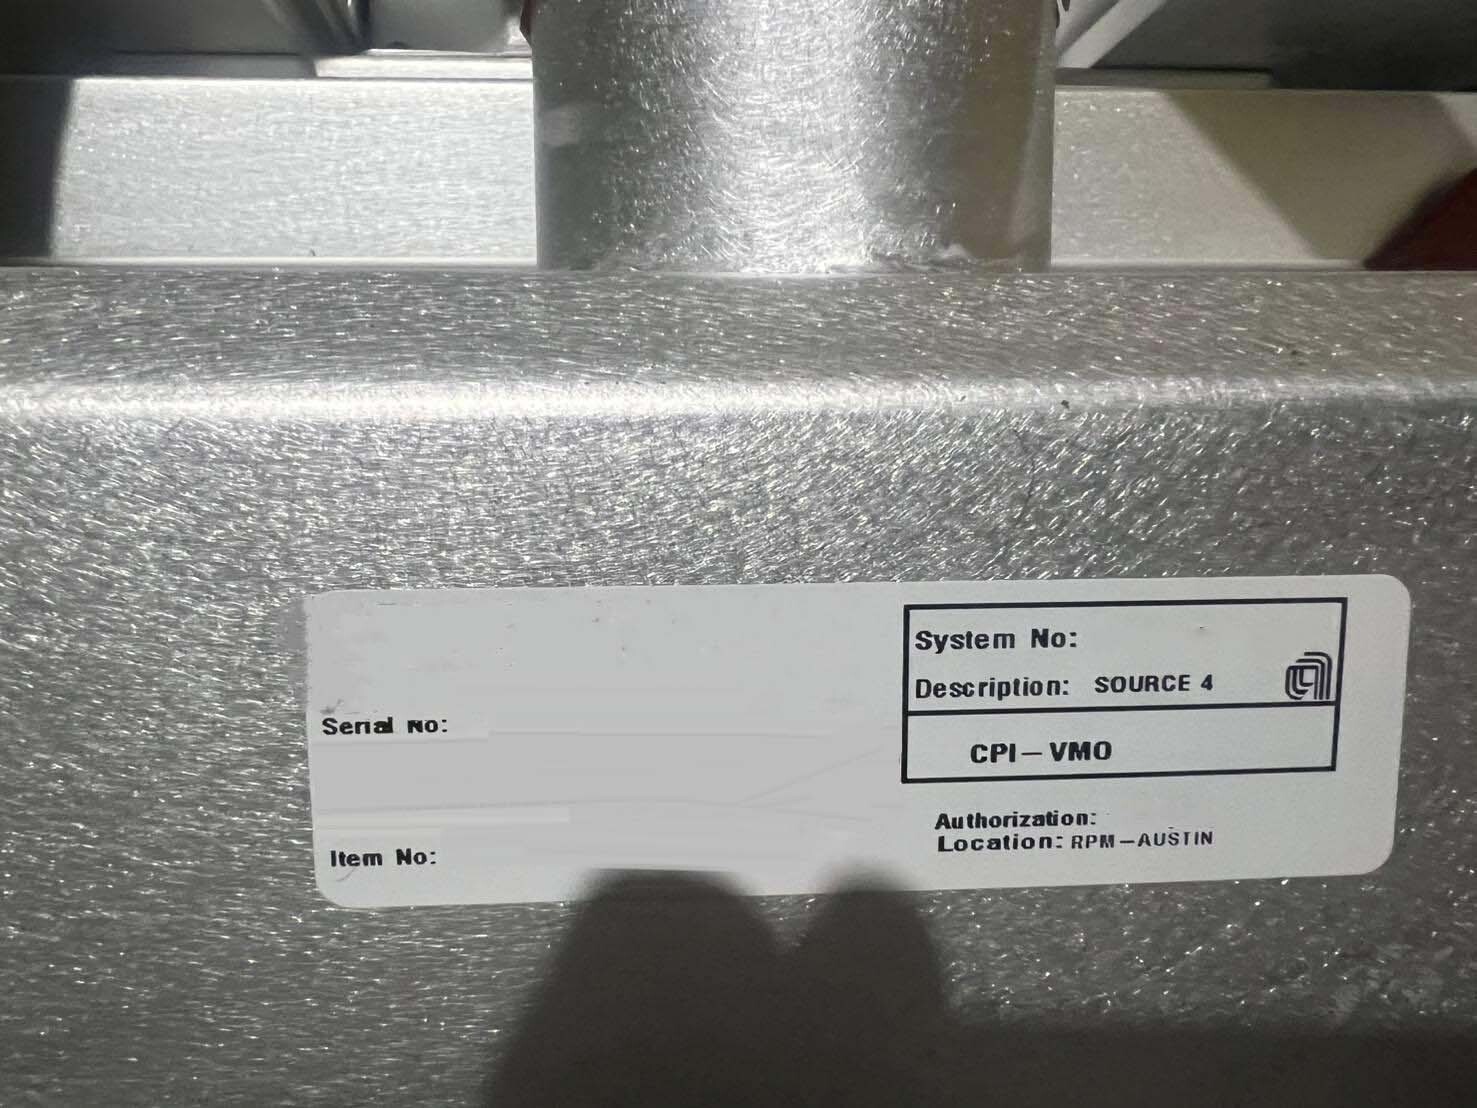 System No:
Description: SOURCE 4
CPI-VMO
Serial No:
Item No:
Authorization:
Location: RPM-AUSTIN